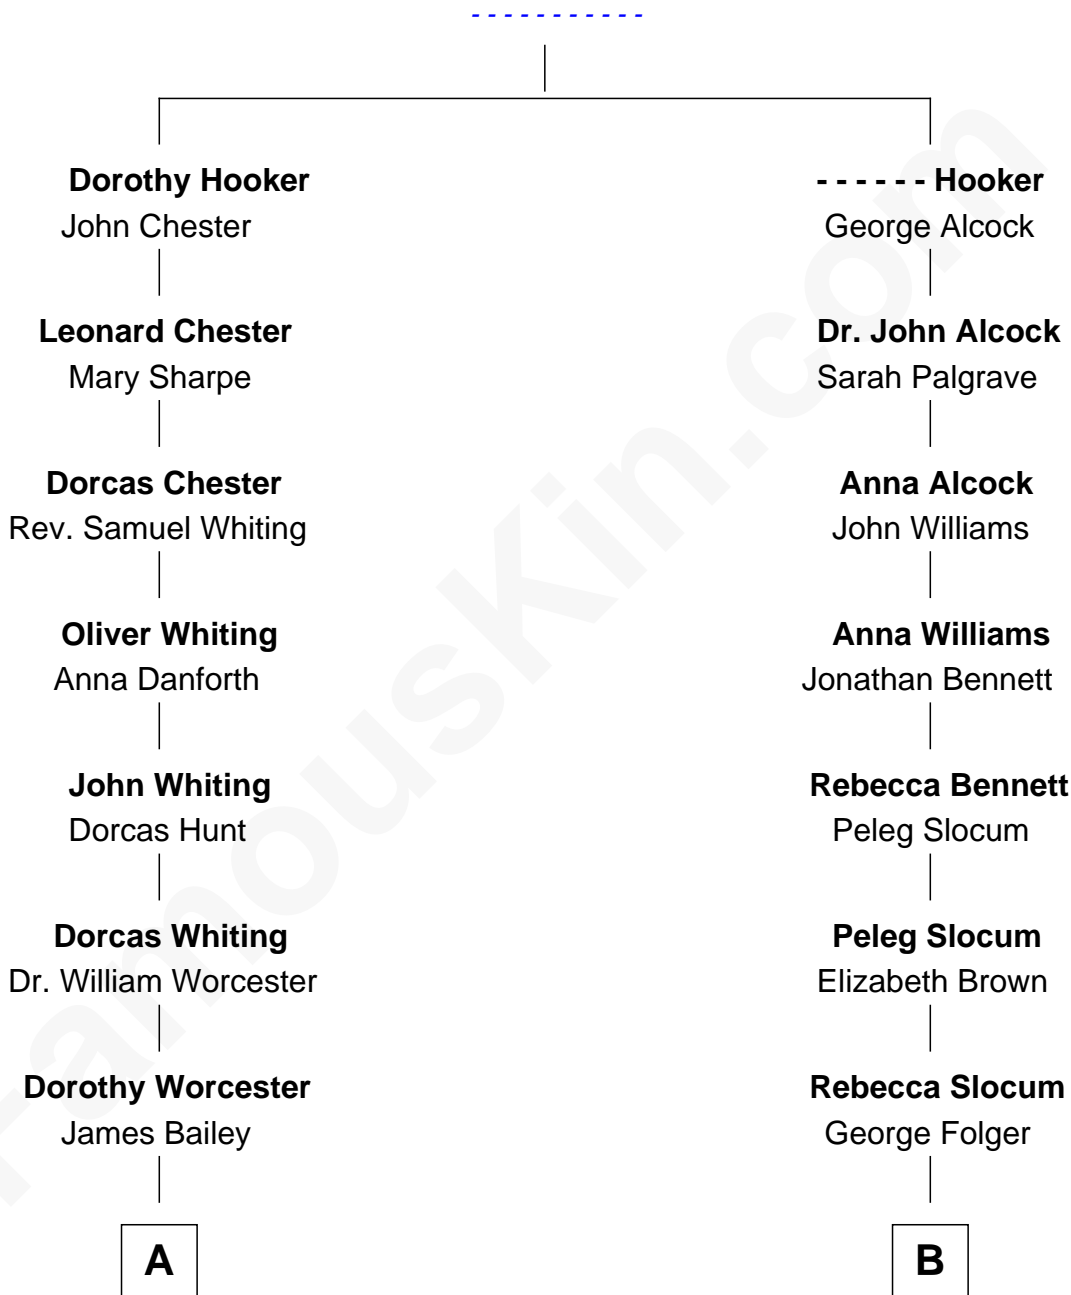 - - - - - - - - - - -
Dorothy Hooker
John Chester
- - - - - - Hooker
George Alcock
Leonard Chester
Mary Sharpe
Dr. John Alcock
Sarah Palgrave
Dorcas Chester
Rev. Samuel Whiting
Anna Alcock
John Williams
Oliver Whiting
Anna Danforth
Anna Williams
Jonathan Bennett
John Whiting
Dorcas Hunt
Rebecca Bennett
Peleg Slocum
Dorcas Whiting
Dr. William Worcester
Peleg Slocum
Elizabeth Brown
Dorothy Worcester
James Bailey
Rebecca Slocum
George Folger
A
B
FamousKin.com